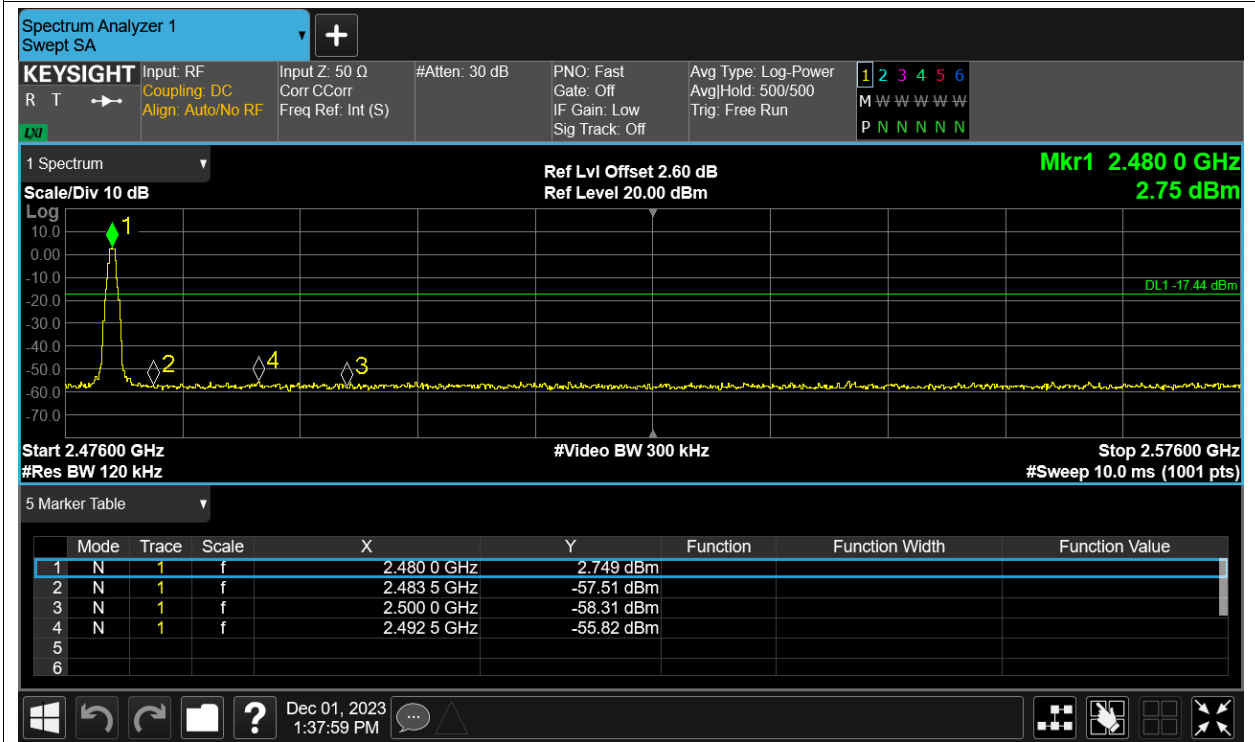 Spectrum Analyzer 1
Swept SA
+
KEYSIGHT
R T
LXI
Input: RF
Coupling: DC
Align: Auto/No RF
Input Z: 50 Ω
Corr CCorr
Freq Ref: Int (S)
#Atten: 30 dB
PNO: Fast
Gate: Off
IF Gain: Low
Sig Track: Off
Avg Type: Log-Power
Avg|Hold: 500/500
Trig: Free Run
1 2 3 4 5 6
M W W W W W
P N N N N N
1 Spectrum
Scale/Div 10 dB
Ref Lvl Offset 2.60 dB
Ref Level 20.00 dBm
Mkr1 2.480 0 GHz
2.75 dBm
Log
10.0
0.00
-10.0
-20.0
-30.0
-40.0
-50.0
-60.0
-70.0
1
2
4
3
DL1 -17.44 dBm
Start 2.47600 GHz
#Res BW 120 kHz
#Video BW 300 kHz
Stop 2.57600 GHz
#Sweep 10.0 ms (1001 pts)
5 Marker Table
Mode Trace Scale X Y Function Function Width Function Value
1 N 1 f 2.480 0 GHz 2.749 dBm
2 N 1 f 2.483 5 GHz -57.51 dBm
3 N 1 f 2.500 0 GHz -58.31 dBm
4 N 1 f 2.492 5 GHz -55.82 dBm
5
6
?
Dec 01, 2023
1:37:59 PM